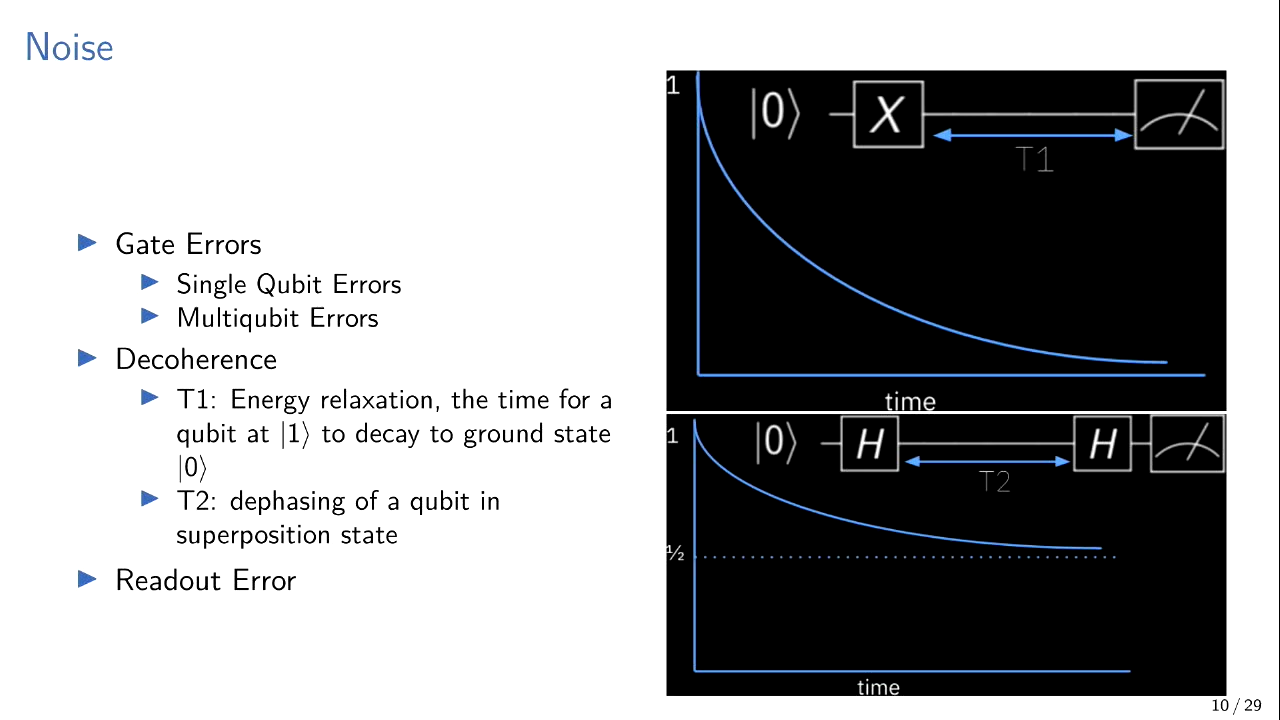 Noise
Gate Errors
Single Qubit Errors
Multiqubit Errors
Decoherence
T1: Energy relaxation, the time for a
qubit at |1⟩ to decay to ground state
|0⟩
T2: dephasing of a qubit in
superposition state
Readout Error
1
|0⟩ X
T1
time
1
|0⟩ H H
T2
½
time
10 / 29